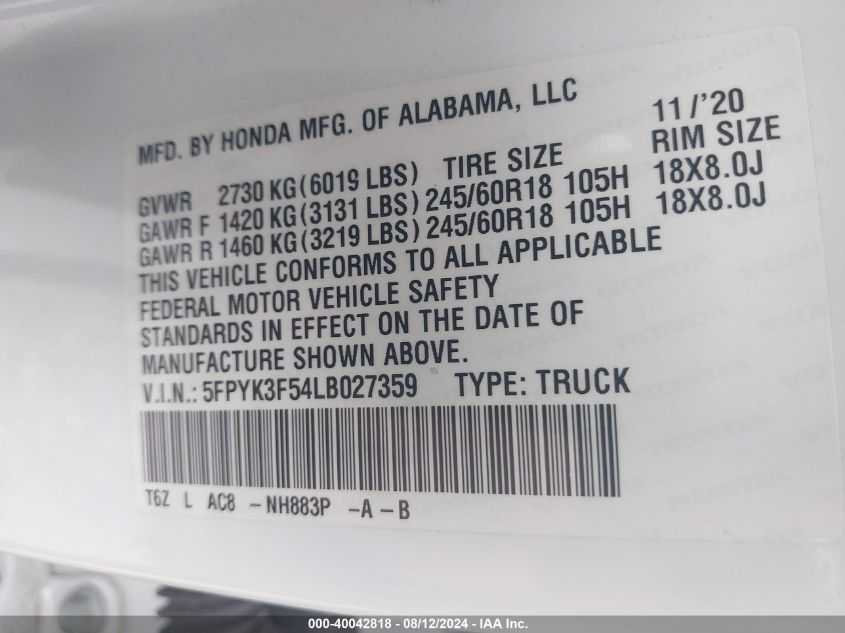 MFD. BY HONDA MFG. OF ALABAMA, LLC 11/'20
GVWR 2730 KG(6019 LBS) TIRE SIZE RIM SIZE
GAWR F 1420 KG(3131 LBS) 245/60R18 105H 18X8.0J
GAWR R 1460 KG(3219 LBS) 245/60R18 105H 18X8.0J
THIS VEHICLE CONFORMS TO ALL APPLICABLE
FEDERAL MOTOR VEHICLE SAFETY
STANDARDS IN EFFECT ON THE DATE OF
MANUFACTURE SHOWN ABOVE.
V.I.N.: 5FPYK3F54LB027359 TYPE: TRUCK
T6Z L AC8 -NH883P -A-B
000-40042818 - 08/12/2024 - IAA Inc.